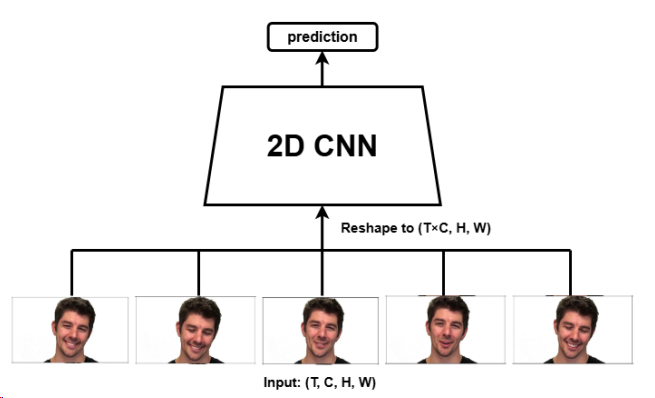 prediction
2D CNN
Reshape to (T×C, H, W)
Input: (T, C, H, W)